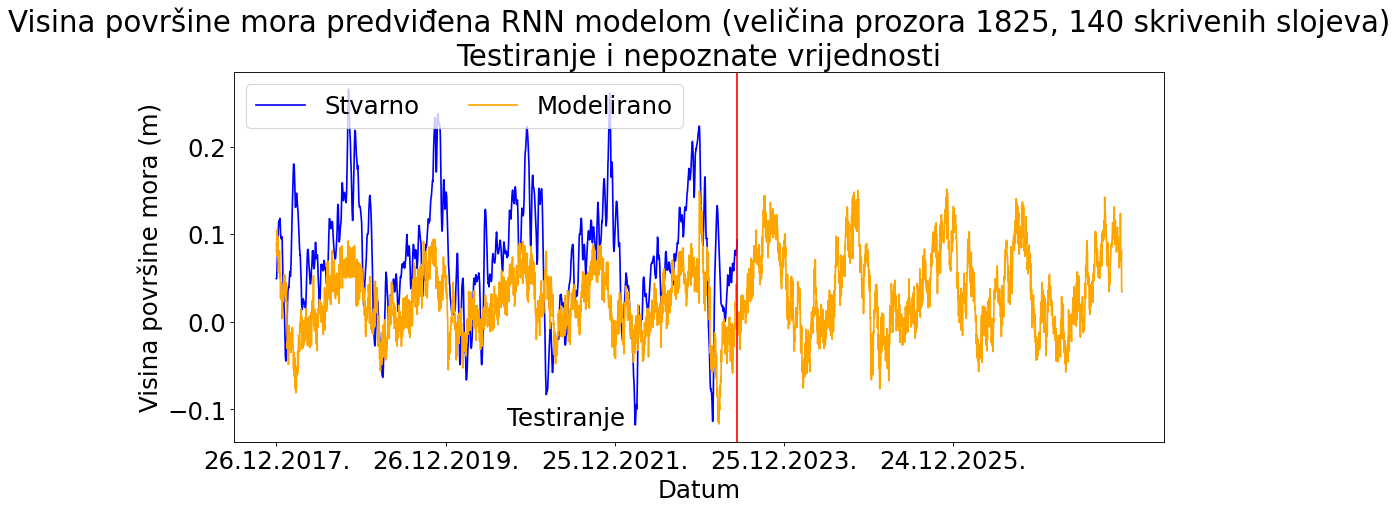 Visina površine mora predviđena RNN modelom (veličina prozora 1825, 140 skrivenih slojeva)
Testiranje i nepoznate vrijednosti
Stvarno Modelirano
Visina površine mora (m)
0.2
0.1
0.0
−0.1
Testiranje
26.12.2017. 26.12.2019. 25.12.2021. 25.12.2023. 24.12.2025.
Datum